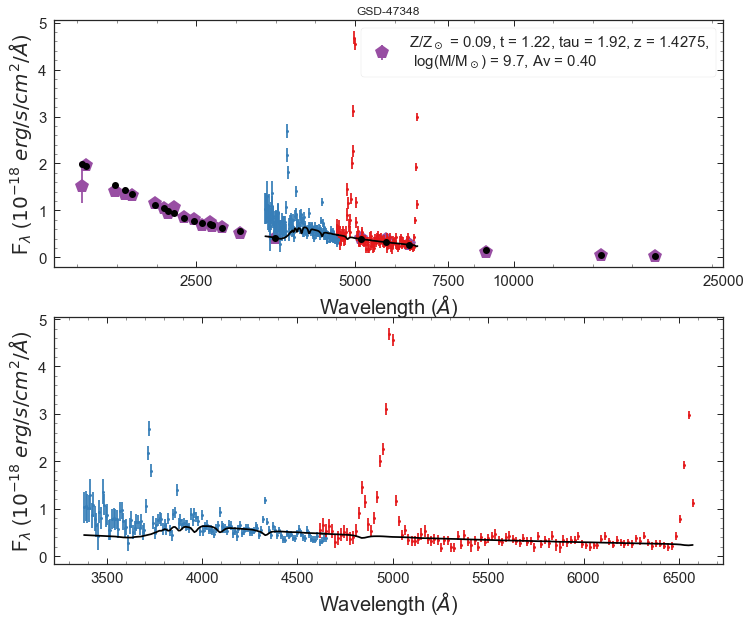 GSD-47348
Z/Z⊙ = 0.09, t = 1.22, tau = 1.92, z = 1.4275,
log(M/M⊙) = 9.7, Av = 0.40
5
4
3
2
1
0
F_λ (10^{-18} erg/s/cm^2/Å)
2500 5000 7500 10000 25000
Wavelength (Å)
5
4
3
2
1
0
F_λ (10^{-18} erg/s/cm^2/Å)
3500 4000 4500 5000 5500 6000 6500
Wavelength (Å)